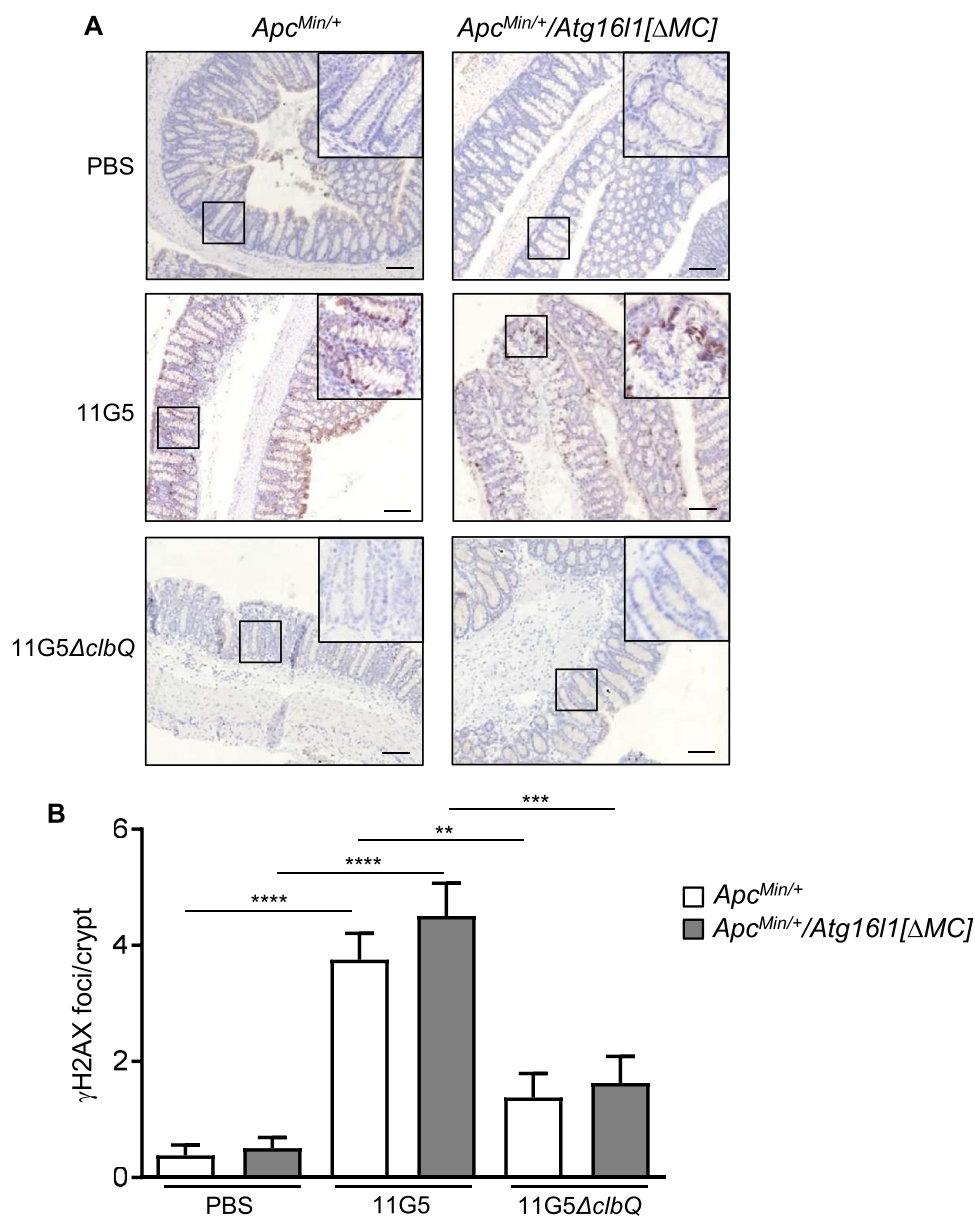 A
Apc^Min/+
Apc^Min/+/Atg16l1[ΔMC]
PBS
11G5
11G5ΔclbQ
B
***
**
****
****
6
4
2
0
γH2AX foci/crypt
Apc^Min/+
Apc^Min/+/Atg16l1[ΔMC]
PBS
11G5
11G5ΔclbQ